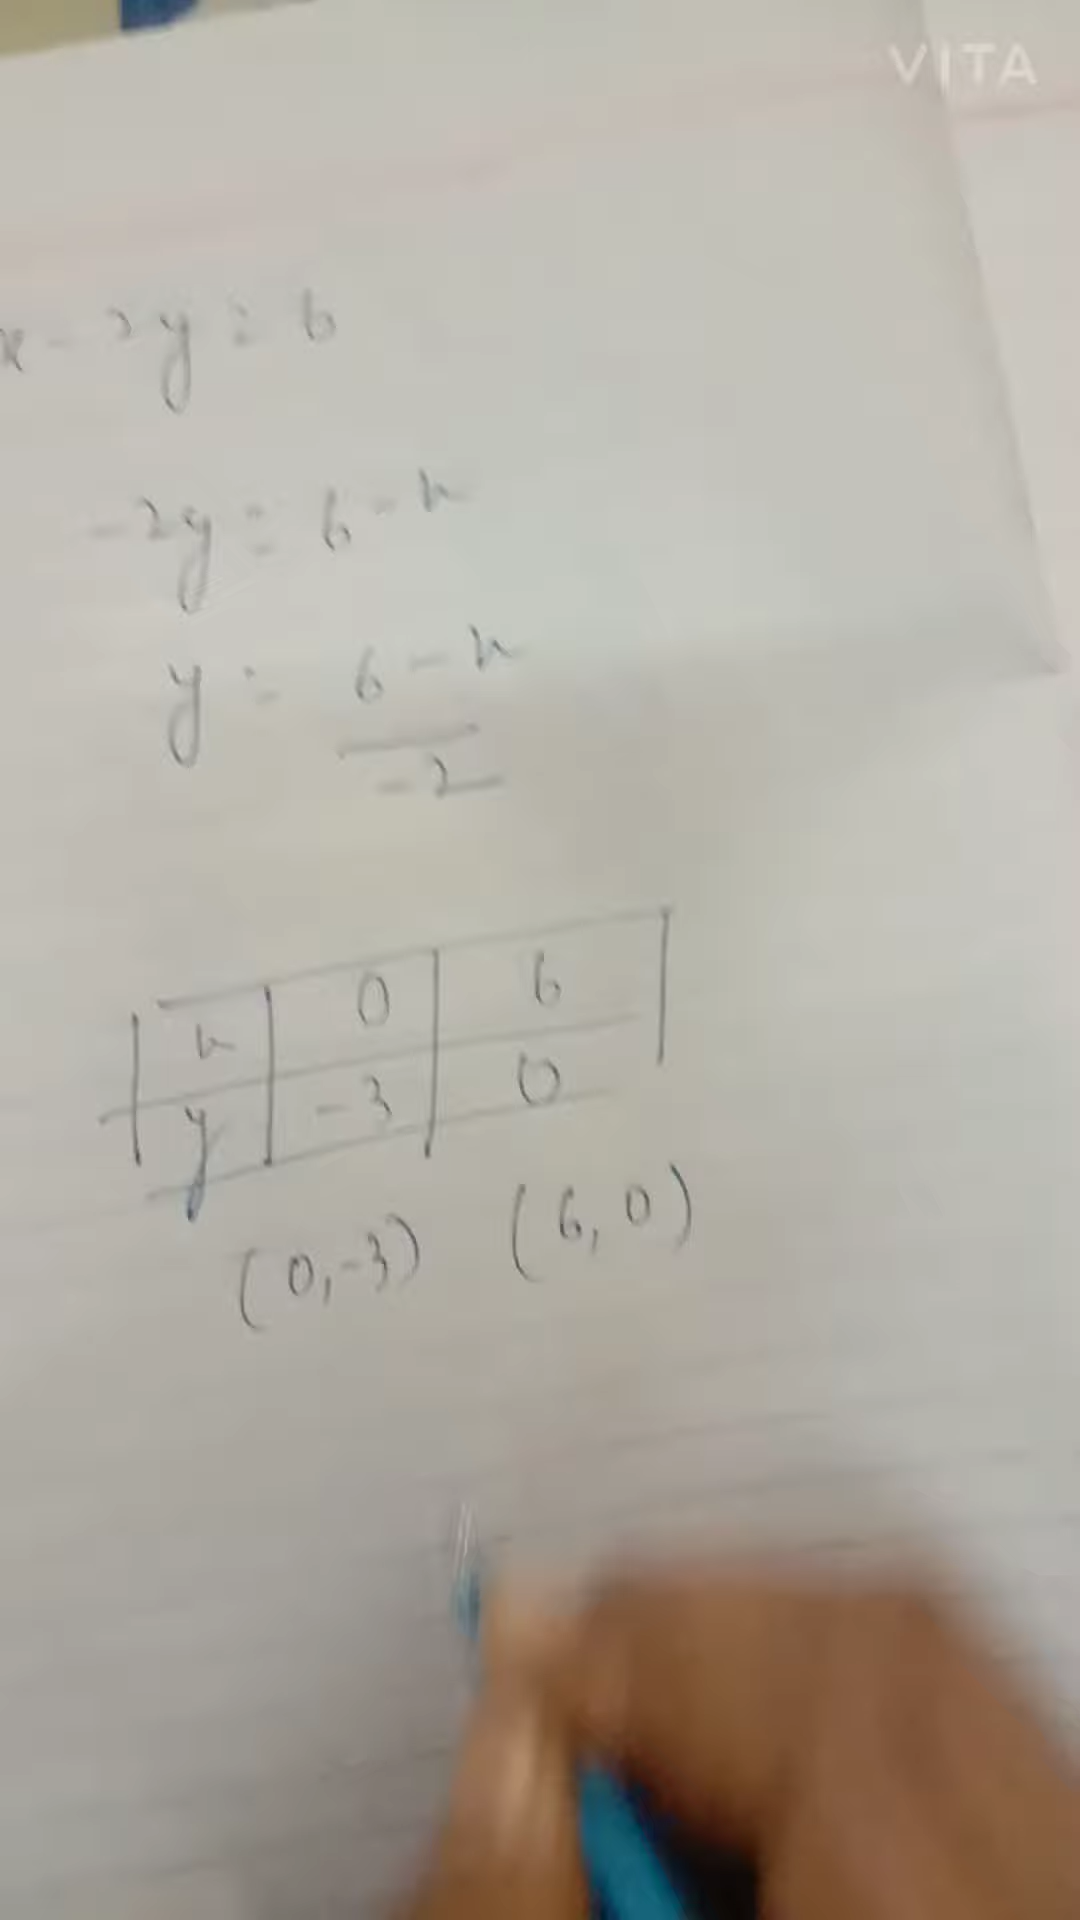 VITA
x - 2y = 6
-2y = 6 - x
y = 6 - x
-2
x 0 6
y -3 0
(0,-3) (6,0)